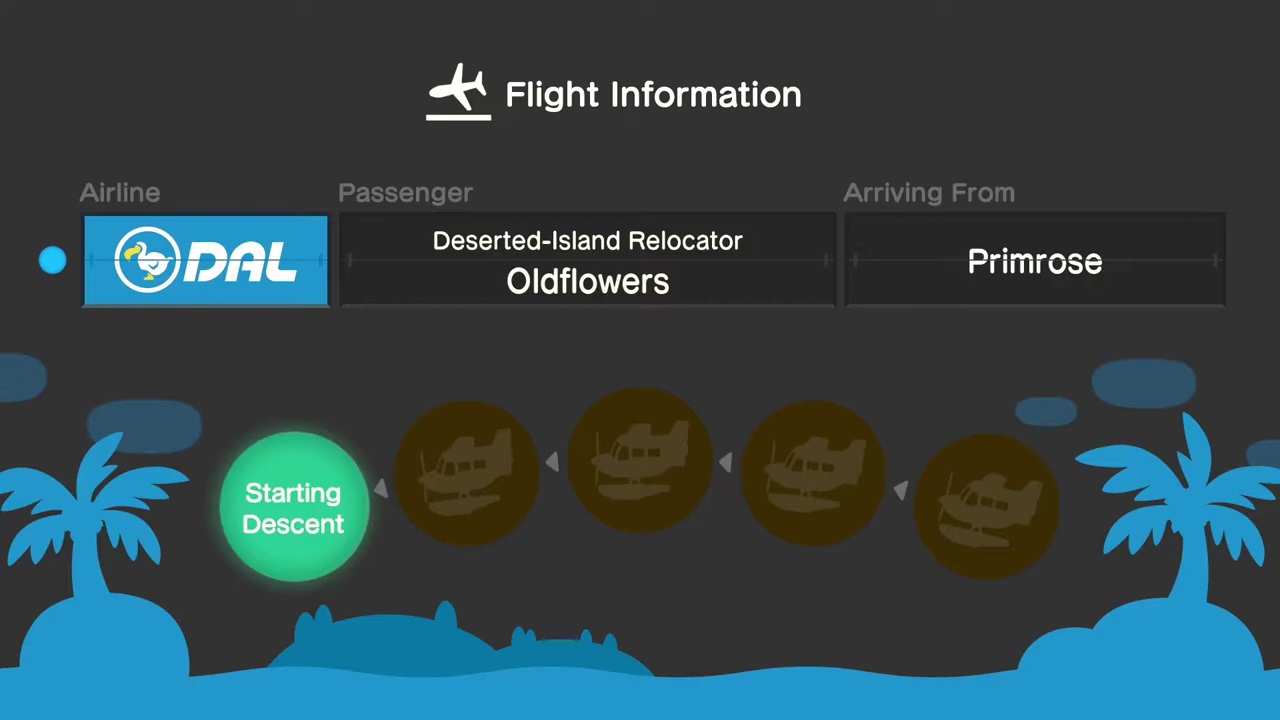 Flight Information
Airline
Passenger
Arriving From
DAL
Deserted-Island Relocator
Oldflowers
Primrose
Starting
Descent